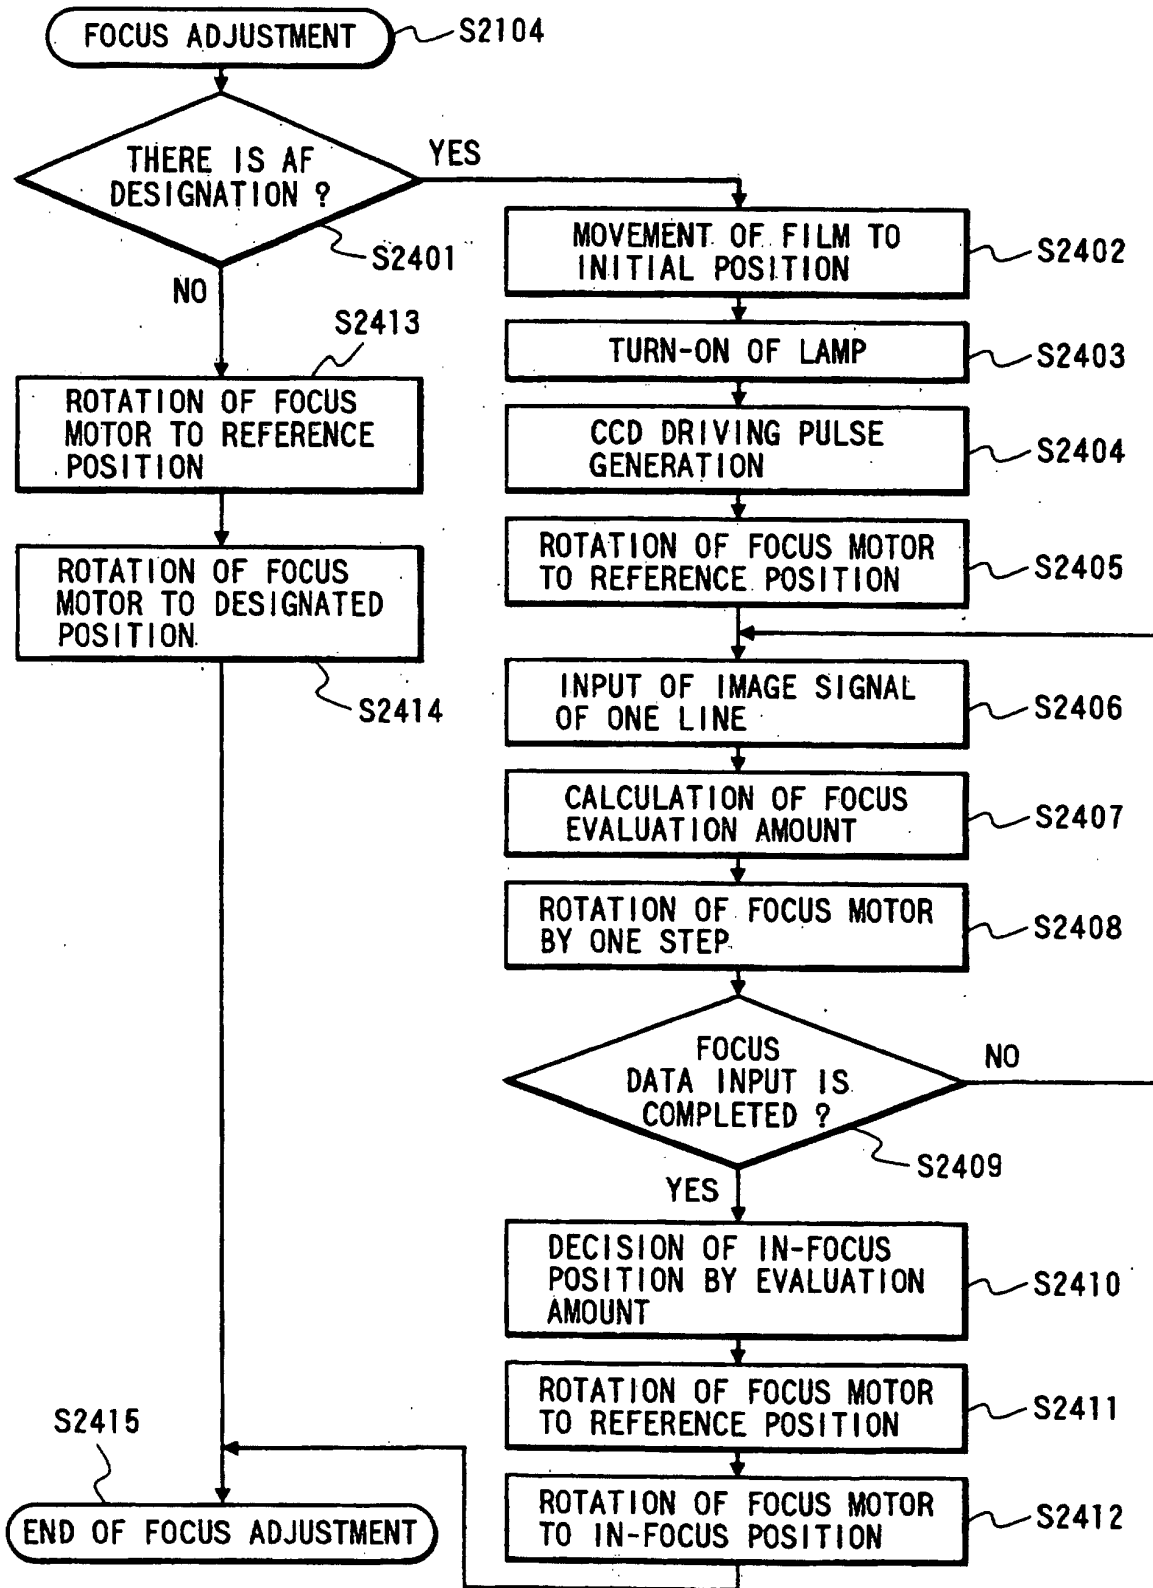 FOCUS ADJUSTMENT
S2104
THERE IS AF
DESIGNATION ?
YES
S2401
NO
S2413
ROTATION OF FOCUS
MOTOR TO REFERENCE
POSITION
ROTATION OF FOCUS
MOTOR TO DESIGNATED
POSITION
S2414
MOVEMENT OF FILM TO
INITIAL POSITION
S2402
TURN-ON OF LAMP
S2403
CCD DRIVING PULSE
GENERATION
S2404
ROTATION OF FOCUS MOTOR
TO REFERENCE POSITION
S2405
INPUT OF IMAGE SIGNAL
OF ONE LINE
S2406
CALCULATION OF FOCUS
EVALUATION AMOUNT
S2407
ROTATION OF FOCUS MOTOR
BY ONE STEP
S2408
FOCUS
DATA INPUT IS
COMPLETED ?
NO
S2409
YES
DECISION OF IN-FOCUS
POSITION BY EVALUATION
AMOUNT
S2410
ROTATION OF FOCUS MOTOR
TO REFERENCE POSITION
S2411
ROTATION OF FOCUS MOTOR
TO IN-FOCUS POSITION
S2412
S2415
END OF FOCUS ADJUSTMENT